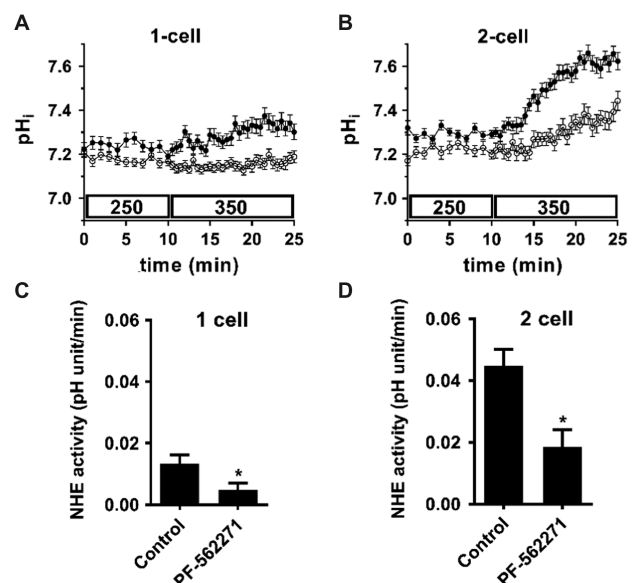 A
1-cell
pHi
7.6
7.4
7.2
7.0
250
350
0 5 10 15 20 25
time (min)
B
2-cell
pHi
7.6
7.4
7.2
7.0
250
350
0 5 10 15 20 25
time (min)
C
1 cell
NHE activity (pH unit/min)
0.06
0.04
0.02
0.00
*
Control
PF-562271
D
2 cell
NHE activity (pH unit/min)
0.06
0.04
0.02
0.00
*
Control
PF-562271